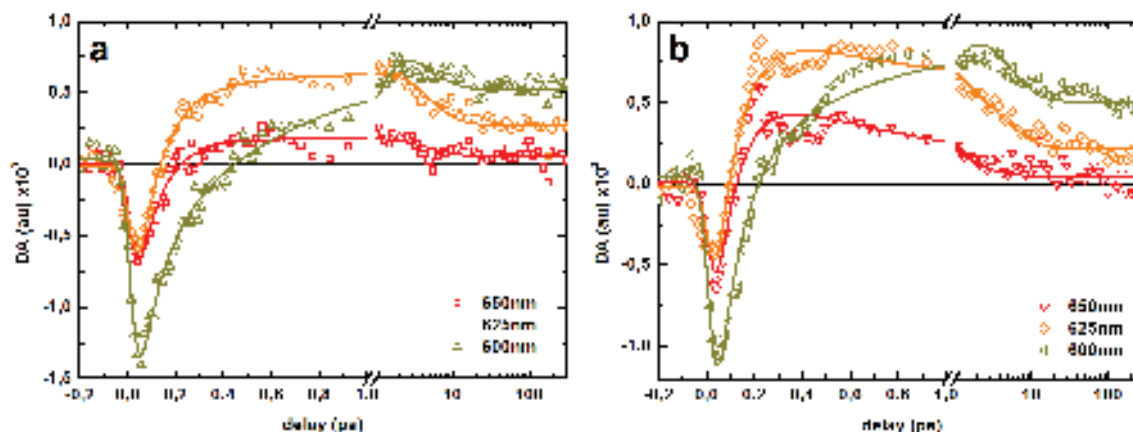 a
1,0
0,5
0,0
-0,5
-1,0
-1,5
DA (au) x10³
650nm
625nm
600nm
-0,2 0,0 0,2 0,4 0,6 0,8 1,0 10 100
delay (ps)
b
1,0
0,5
0,0
-0,5
-1,0
DA (au) x10³
650nm
625nm
600nm
-0,2 0,0 0,2 0,4 0,6 0,8 1,0 10 100
delay (ps)